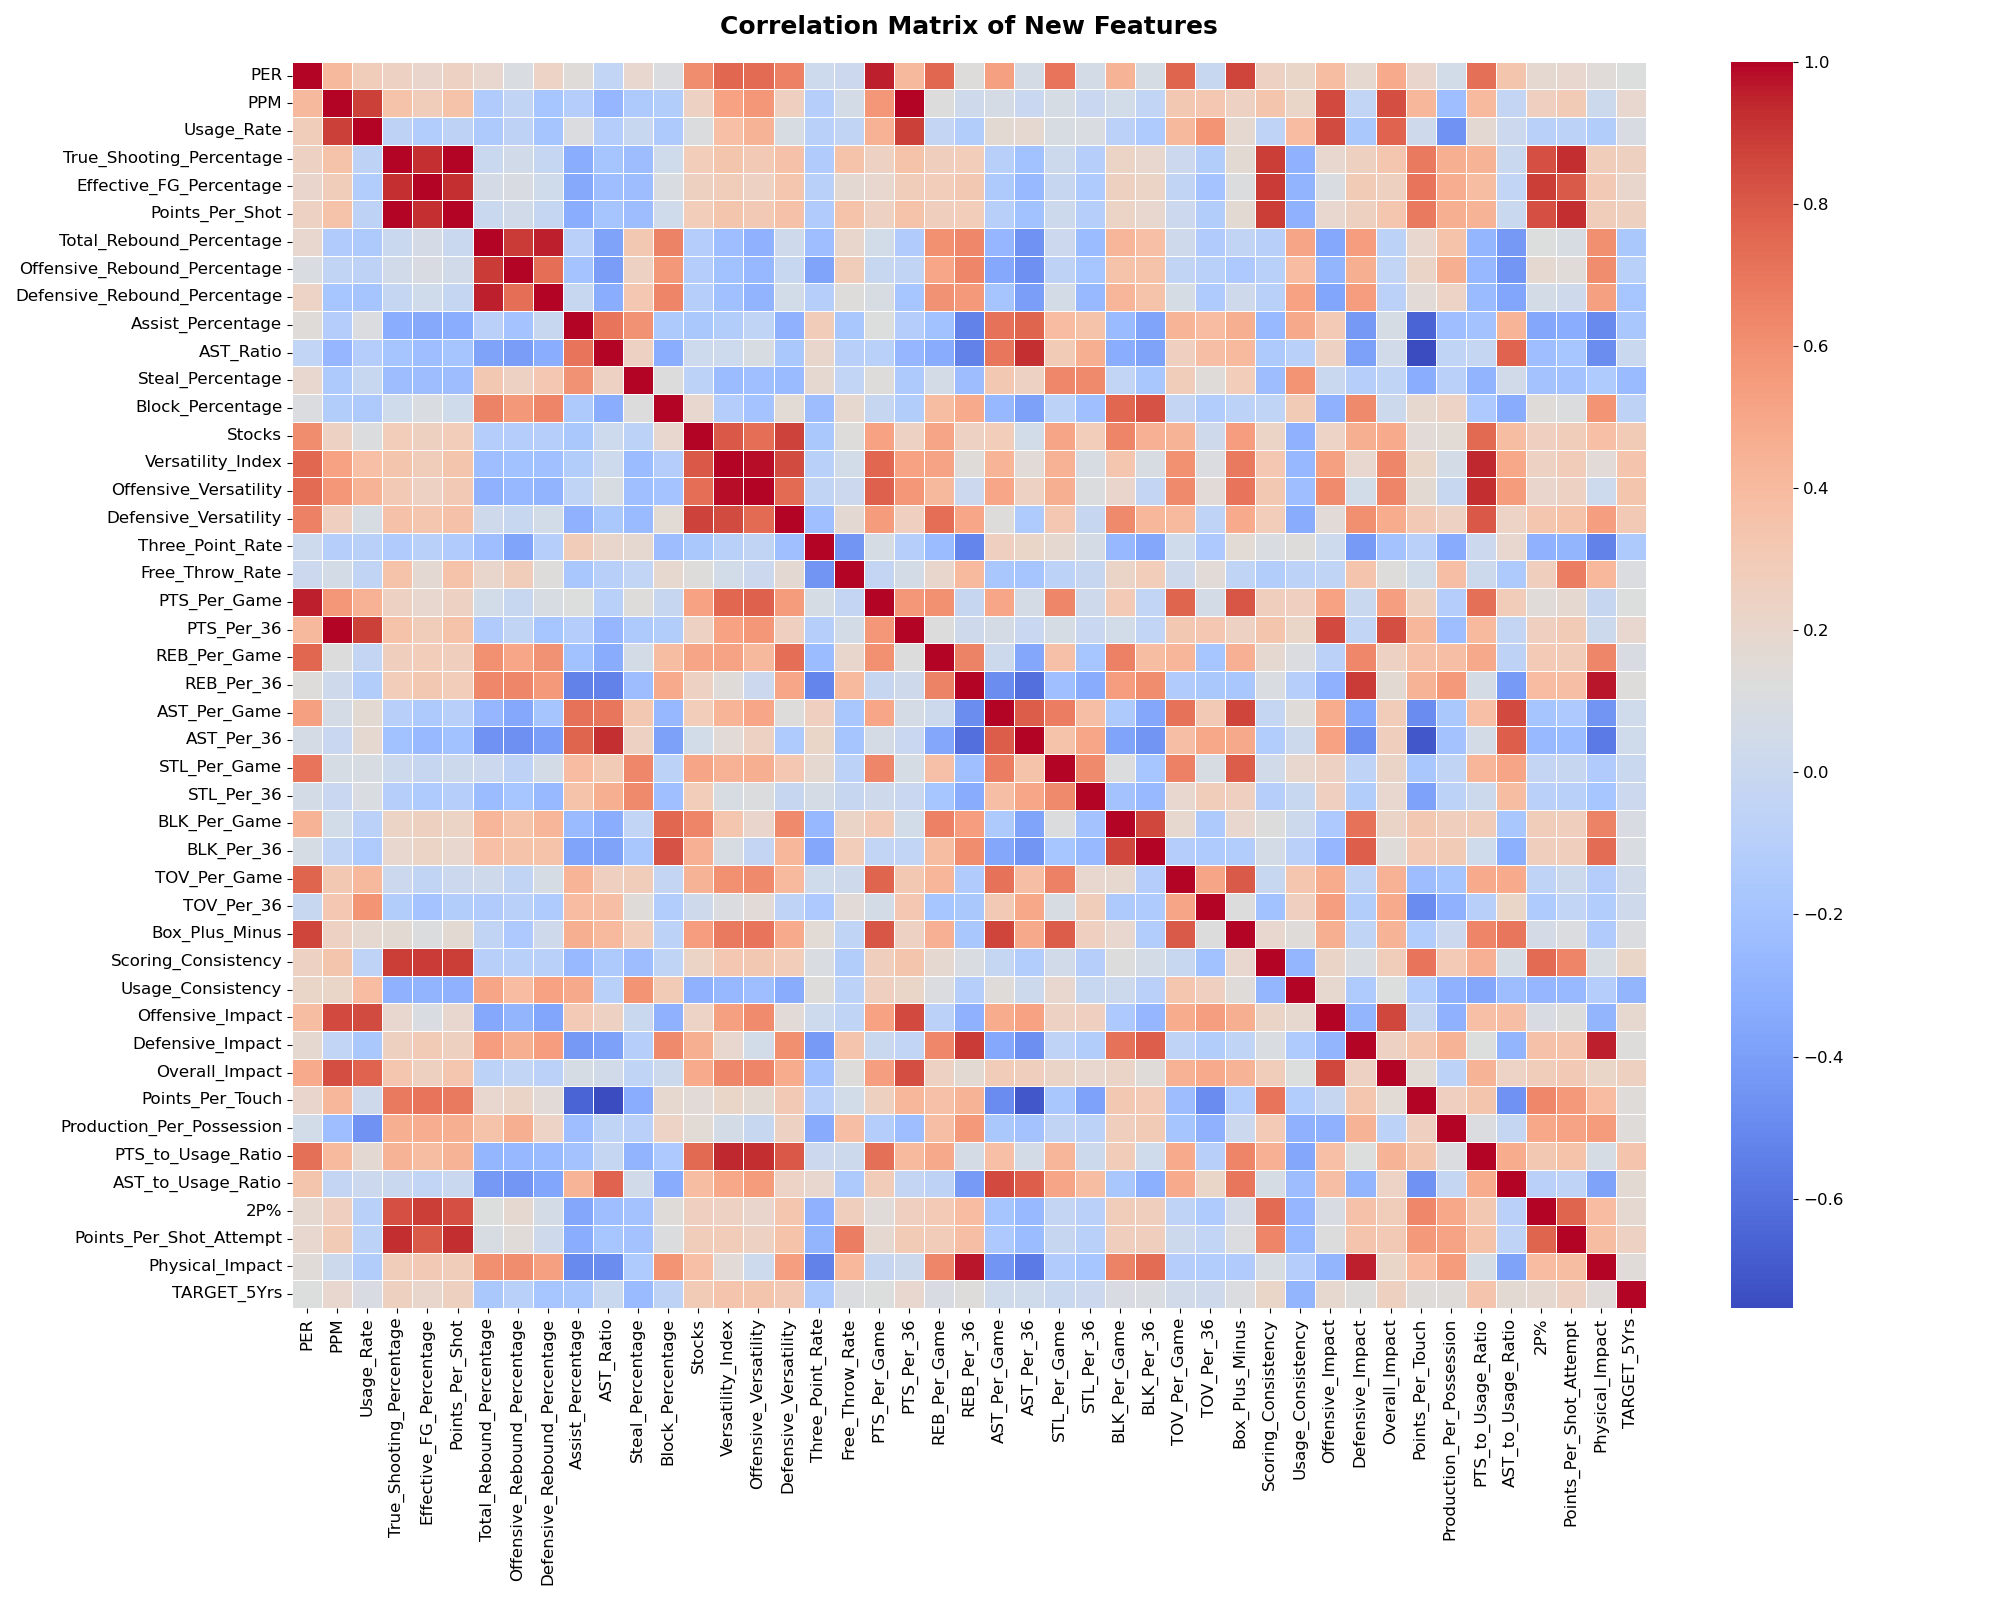 Correlation Matrix of New Features
PER
PPM
Usage_Rate
True_Shooting_Percentage
Effective_FG_Percentage
Points_Per_Shot
Total_Rebound_Percentage
Offensive_Rebound_Percentage
Defensive_Rebound_Percentage
Assist_Percentage
AST_Ratio
Steal_Percentage
Block_Percentage
Stocks
Versatility_Index
Offensive_Versatility
Defensive_Versatility
Three_Point_Rate
Free_Throw_Rate
PTS_Per_Game
PTS_Per_36
REB_Per_Game
REB_Per_36
AST_Per_Game
AST_Per_36
STL_Per_Game
STL_Per_36
BLK_Per_Game
BLK_Per_36
TOV_Per_Game
TOV_Per_36
Box_Plus_Minus
Scoring_Consistency
Usage_Consistency
Offensive_Impact
Defensive_Impact
Overall_Impact
Points_Per_Touch
Production_Per_Possession
PTS_to_Usage_Ratio
AST_to_Usage_Ratio
2P%
Points_Per_Shot_Attempt
Physical_Impact
TARGET_5Yrs
PER
PPM
Usage_Rate
True_Shooting_Percentage
Effective_FG_Percentage
Points_Per_Shot
Total_Rebound_Percentage
Offensive_Rebound_Percentage
Defensive_Rebound_Percentage
Assist_Percentage
AST_Ratio
Steal_Percentage
Block_Percentage
Stocks
Versatility_Index
Offensive_Versatility
Defensive_Versatility
Three_Point_Rate
Free_Throw_Rate
PTS_Per_Game
PTS_Per_36
REB_Per_Game
REB_Per_36
AST_Per_Game
AST_Per_36
STL_Per_Game
STL_Per_36
BLK_Per_Game
BLK_Per_36
TOV_Per_Game
TOV_Per_36
Box_Plus_Minus
Scoring_Consistency
Usage_Consistency
Offensive_Impact
Defensive_Impact
Overall_Impact
Points_Per_Touch
Production_Per_Possession
PTS_to_Usage_Ratio
AST_to_Usage_Ratio
2P%
Points_Per_Shot_Attempt
Physical_Impact
TARGET_5Yrs
1.0
0.8
0.6
0.4
0.2
0.0
−0.2
−0.4
−0.6